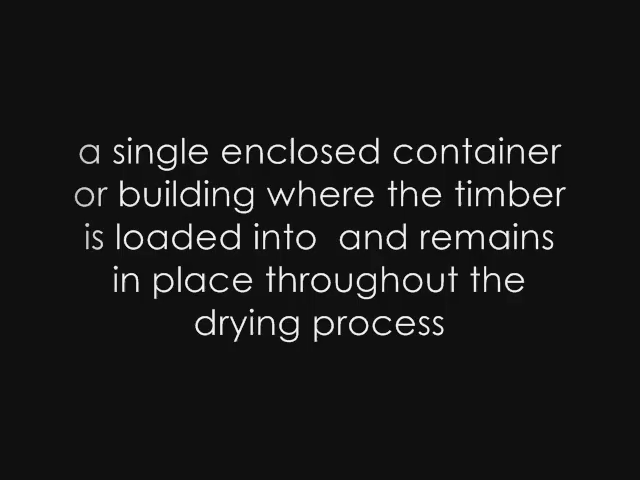 a single enclosed container
or building where the timber
is loaded into  and remains
in place throughout the
drying process